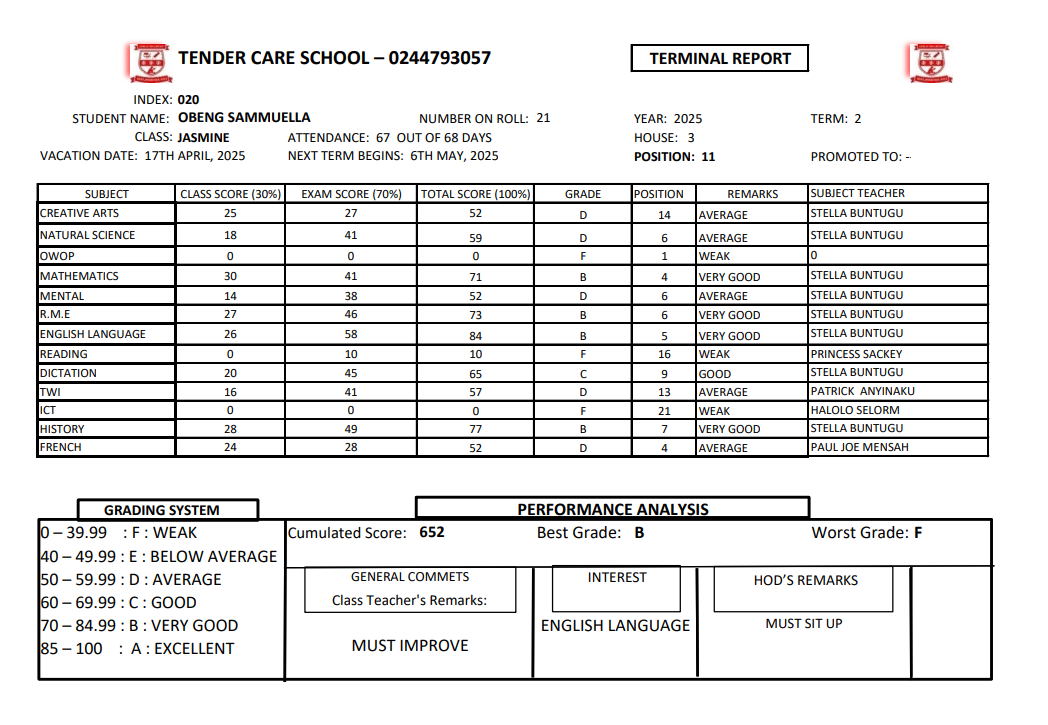 TENDER CARE SCHOOL – 0244793057
TERMINAL REPORT
INDEX: 020
STUDENT NAME: OBENG SAMMUELLA NUMBER ON ROLL: 21 YEAR: 2025 TERM: 2
CLASS: JASMINE ATTENDANCE: 67 OUT OF 68 DAYS HOUSE: 3
VACATION DATE: 17TH APRIL, 2025 NEXT TERM BEGINS: 6TH MAY, 2025 POSITION: 11 PROMOTED TO: --
SUBJECT CLASS SCORE (30%) EXAM SCORE (70%) TOTAL SCORE (100%) GRADE POSITION REMARKS SUBJECT TEACHER
CREATIVE ARTS 25 27 52 D 14 AVERAGE STELLA BUNTUGU
NATURAL SCIENCE 18 41 59 D 6 AVERAGE STELLA BUNTUGU
OWOP 0 0 0 F 1 WEAK 0
MATHEMATICS 30 41 71 B 4 VERY GOOD STELLA BUNTUGU
MENTAL 14 38 52 D 6 AVERAGE STELLA BUNTUGU
R.M.E 27 46 73 B 6 VERY GOOD STELLA BUNTUGU
ENGLISH LANGUAGE 26 58 84 B 5 VERY GOOD STELLA BUNTUGU
READING 0 10 10 F 16 WEAK PRINCESS SACKEY
DICTATION 20 45 65 C 9 GOOD STELLA BUNTUGU
TWI 16 41 57 D 13 AVERAGE PATRICK ANYINAKU
ICT 0 0 0 F 21 WEAK HALOLO SELORM
HISTORY 28 49 77 B 7 VERY GOOD STELLA BUNTUGU
FRENCH 24 28 52 D 4 AVERAGE PAUL JOE MENSAH
GRADING SYSTEM
0 – 39.99 : F : WEAK
40 – 49.99 : E : BELOW AVERAGE
50 – 59.99 : D : AVERAGE
60 – 69.99 : C : GOOD
70 – 84.99 : B : VERY GOOD
85 – 100 : A : EXCELLENT
PERFORMANCE ANALYSIS
Cumulated Score: 652 Best Grade: B Worst Grade: F
GENERAL COMMETS
Class Teacher's Remarks:
MUST IMPROVE
INTEREST
ENGLISH LANGUAGE
HOD'S REMARKS
MUST SIT UP